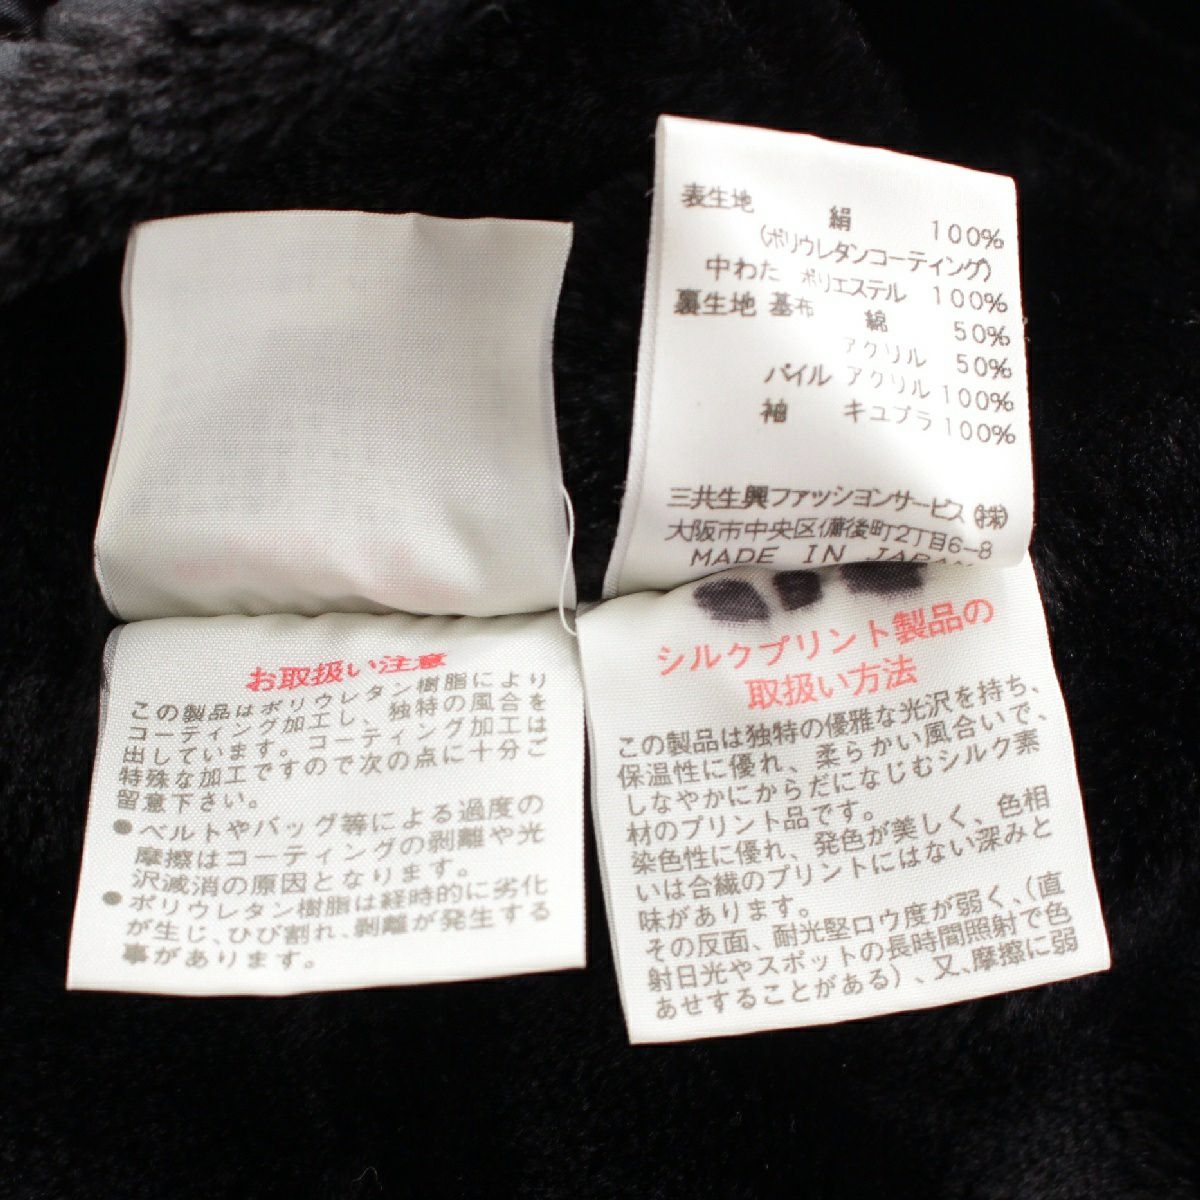 表生地 絹 100%
(ポリウレタンコーティング)
中わた ポリエステル 100%
裏生地 基布 綿 50%
アクリル 50%
パイル アクリル 100%
袖 キュプラ 100%
三共生興ファッションサービス(株)
大阪市中央区備後町2丁目6-8
MADE IN JAPAN
お取扱い注意
この製品はポリウレタン樹脂により
コーティング加工し、独特の風合を
出しています。コーティング加工は
特殊な加工ですので次の点に十分ご
留意下さい。
●ベルトやバッグ等による過度の
摩擦はコーティングの剥離や光
沢減消の原因となります。
●ポリウレタン樹脂は経時的に劣化
が生じ、ひび割れ、剥離が発生する
事があります。
シルクプリント製品の
取扱い方法
この製品は独特の優雅な光沢を持ち、
保温性に優れ、柔らかい風合いで、
しなやかにからだになじむシルク素
材のプリント品です。
染色性に優れ、発色が美しく、色相
いは合繊のプリントにはない深みと
味があります。
その反面、耐光堅ロウ度が弱く、(直
射日光やスポットの長時間照射で色
あせすることがある)、又、摩擦に弱